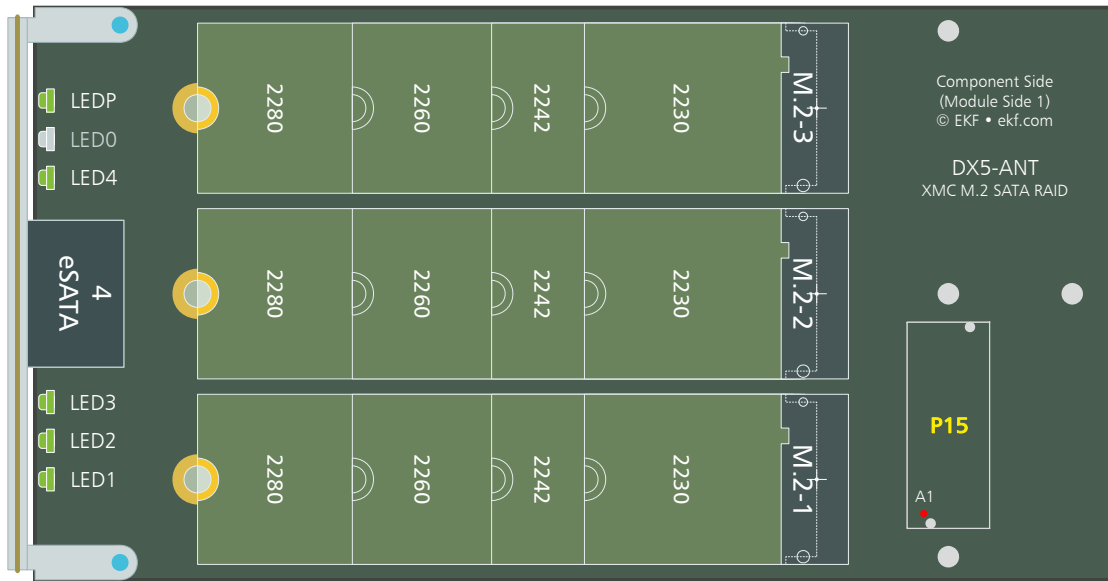 LEDP
LED0
LED4
4
eSATA
LED3
LED2
LED1
2280
2260
2242
2230
M.2-3
2280
2260
2242
2230
M.2-2
2280
2260
2242
2230
M.2-1
Component Side
(Module Side 1)
© EKF • ekf.com
DX5-ANT
XMC M.2 SATA RAID
P15
A1